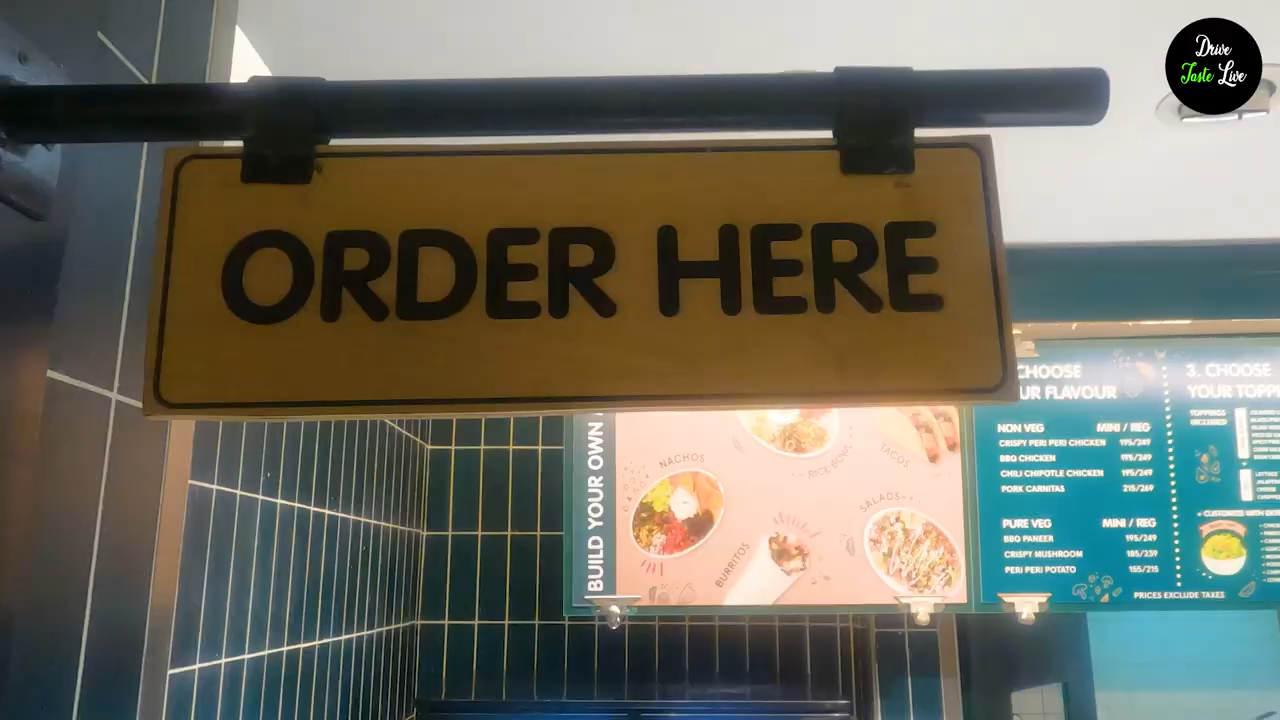 Drive
Taste Live
ORDER HERE
BUILD YOUR OWN
NACHOS
RICE BOWL
TACOS
BURRITOS
SALADS
CHOOSE
UR FLAVOUR
NON VEG MINI / REG
CRISPY PERI PERI CHICKEN 195/249
BBQ CHICKEN 195/249
CHILI CHIPOTLE CHICKEN 195/249
PORK CARNITAS 215/269
PURE VEG MINI / REG
BBQ PANEER 195/249
CRISPY MUSHROOM 185/239
PERI PERI POTATO 155/215
3. CHOOSE
YOUR TOPP
TOPPINGS
INCLUDED
PRICES EXCLUDE TAXES